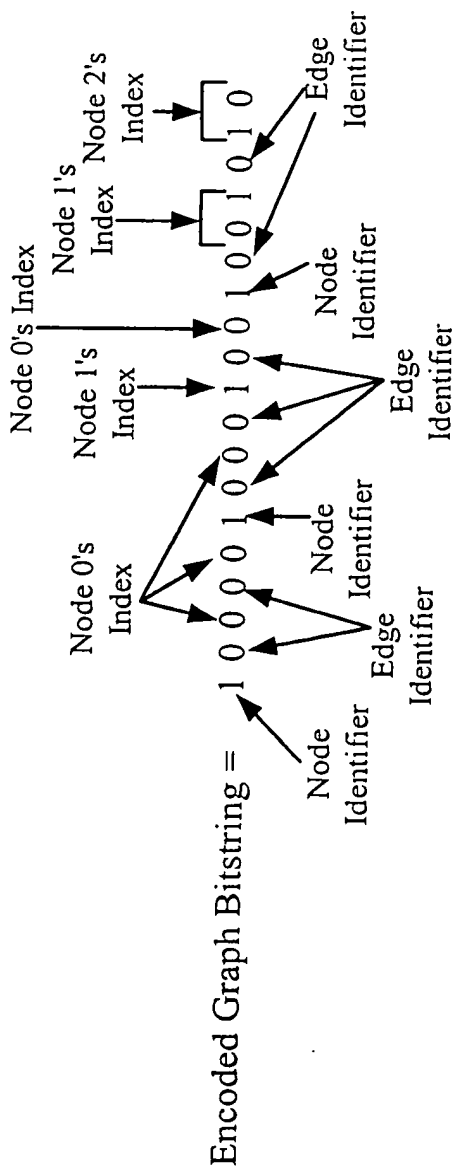 Node 0's Index
Node 0's
Index
Node 1's
Index
Node 1's
Index
Node 2's
Index
Encoded Graph Bitstring = 1 0 0 0 0 1 0 0 0 1 0 0 1 0 0 1 0 1 0
Node
Identifier
Edge
Identifier
Node
Identifier
Edge
Identifier
Node
Identifier
Edge
Identifier